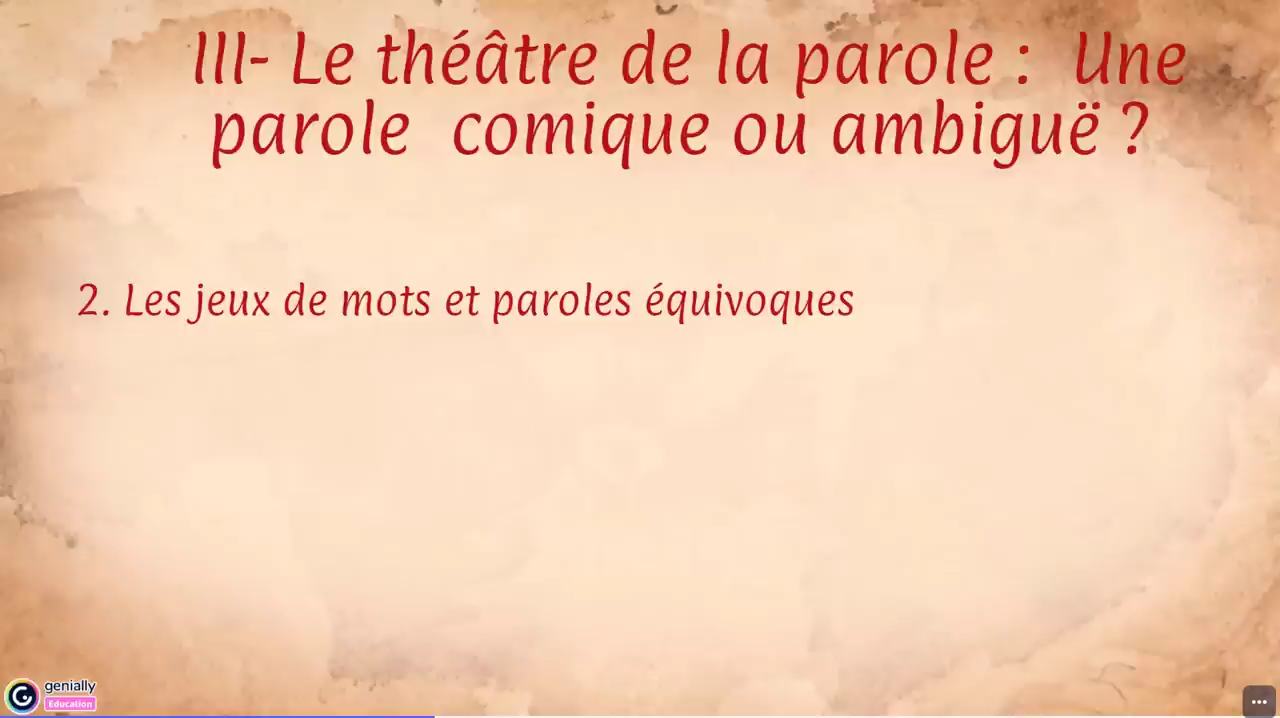 III- Le théâtre de la parole :  Une
parole  comique ou ambiguë ?
2. Les jeux de mots et paroles équivoques
genially
Education